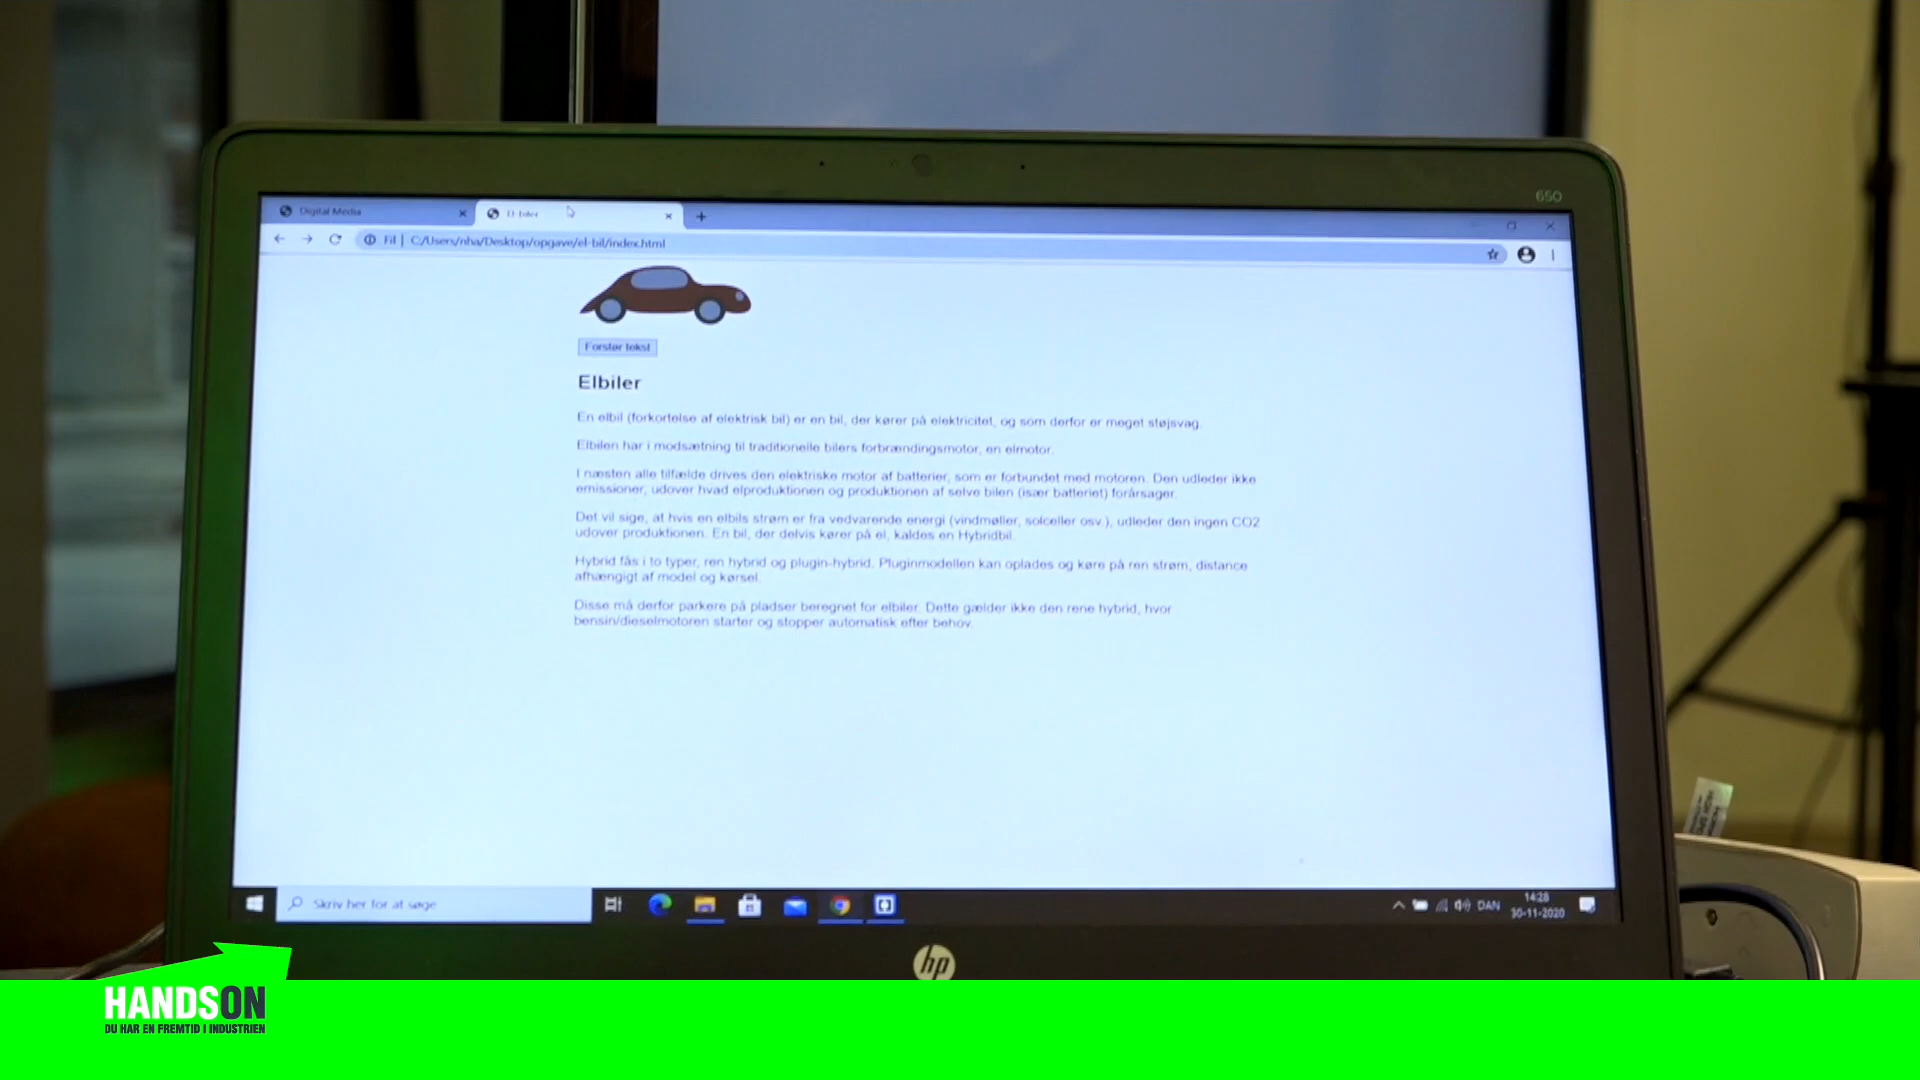 650
Digital Media
El-biler
Fil | C:/Users/nha/Desktop/opgave/el-bil/index.html
Forstør tekst
Elbiler
En elbil (forkortelse af elektrisk bil) er en bil, der kører på elektricitet, og som derfor er meget støjsvag.
Elbilen har i modsætning til traditionelle bilers forbrændingsmotor, en elmotor.
I næsten alle tilfælde drives den elektriske motor af batterier, som er forbundet med motoren. Den udleder ikke
emissioner, udover hvad elproduktionen og produktionen af selve bilen (især batteriet) forårsager.
Det vil sige, at hvis en elbils strøm er fra vedvarende energi (vindmøller, solceller osv.), udleder den ingen CO2
udover produktionen. En bil, der delvis kører på el, kaldes en Hybridbil.
Hybrid fås i to typer, ren hybrid og plugin-hybrid. Pluginmodellen kan oplades og køre på ren strøm, distance
afhængigt af model og kørsel.
Disse må derfor parkere på pladser beregnet for elbiler. Dette gælder ikke den rene hybrid, hvor
bensin/dieselmotoren starter og stopper automatisk efter behov.
Skriv her for at søge
DAN
14:28
30-11-2020
hp
HANDSON
DU HAR EN FREMTID I INDUSTRIEN